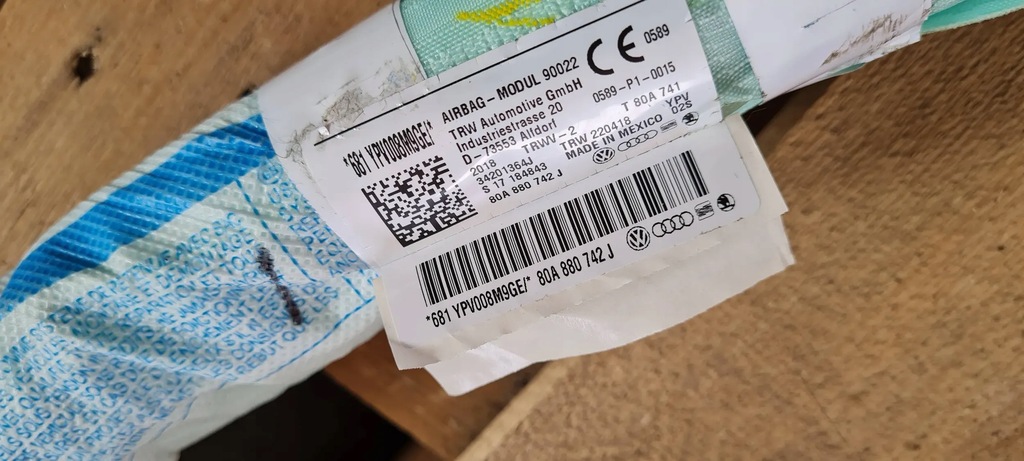 AIRBAG-MODUL 90022 CE 0589
TRW Automotive GmbH 0589-P1-0015
Industriestrasse 20
D-73553 Alfdorf T 80A 741
2018 TRWI-2 YPV
34201364J TRW 220418 02S
S 17 184843 MADE IN MEXICO
80A 880 742 J
*681 YPV008M9GE/*
*681 YPV008M9GE/* 80A 880 742 J